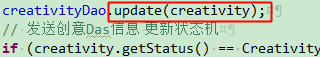 creativityDao.update(creativity);
// 发送创意Das信息 更新状态机
if (creativity.getStatus() == Creativity